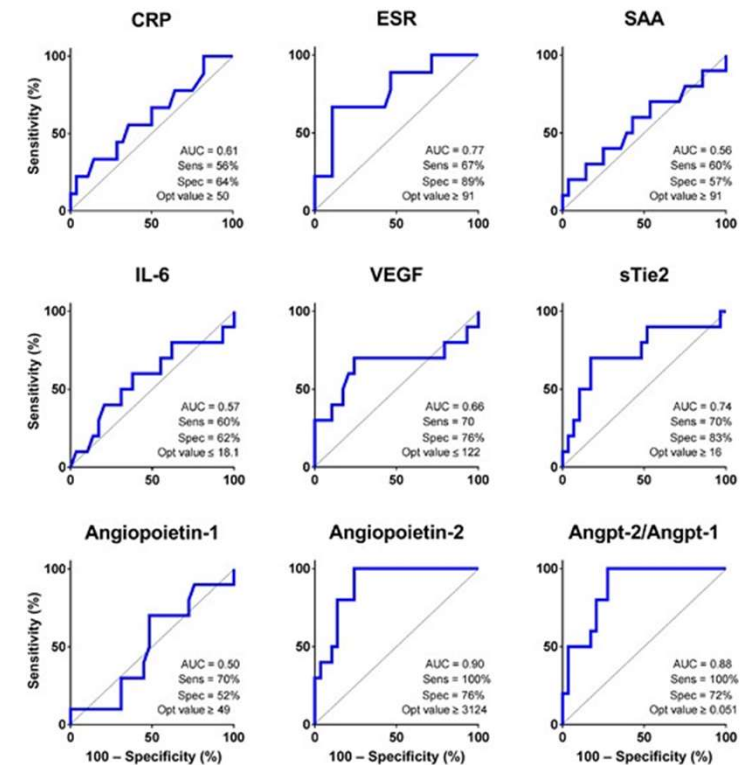 CRP
ESR
SAA
Sensitivity (%)
100
50
0
0
50
100
AUC = 0.61
Sens = 56%
Spec = 64%
Opt value ≥ 50
100
50
0
0
50
100
AUC = 0.77
Sens = 67%
Spec = 89%
Opt value ≥ 91
100
50
0
0
50
100
AUC = 0.56
Sens = 60%
Spec = 57%
Opt value ≥ 91
IL-6
VEGF
sTie2
Sensitivity (%)
100
50
0
0
50
100
AUC = 0.57
Sens = 60%
Spec = 62%
Opt value ≤ 18.1
100
50
0
0
50
100
AUC = 0.66
Sens = 70
Spec = 76%
Opt value ≤ 122
100
50
0
0
50
100
AUC = 0.74
Sens = 70%
Spec = 83%
Opt value ≥ 16
Angiopoietin-1
Angiopoietin-2
Angpt-2/Angpt-1
Sensitivity (%)
100
50
0
0
50
100
AUC = 0.50
Sens = 70%
Spec = 52%
Opt value ≥ 49
100 – Specificity (%)
100
50
0
0
50
100
AUC = 0.90
Sens = 100%
Spec = 76%
Opt value ≥ 3124
100 – Specificity (%)
100
50
0
0
50
100
AUC = 0.88
Sens = 100%
Spec = 72%
Opt value ≥ 0.051
100 – Specificity (%)